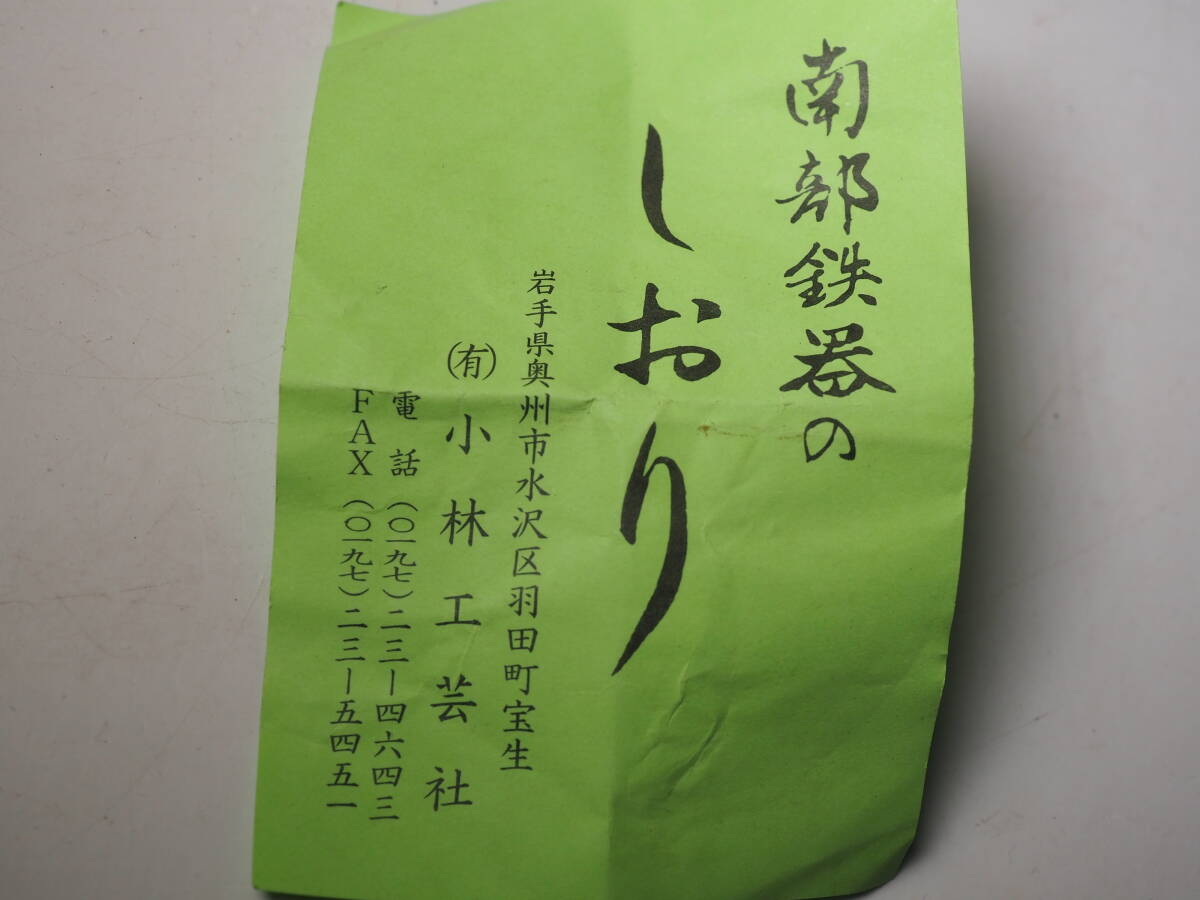 南部鉄器の
しおり
岩手県奥州市水沢区羽田町宝生
㈲小林工芸社
電話(〇一九七)二三ー四六四三
FAX(〇一九七)二三ー五四五一